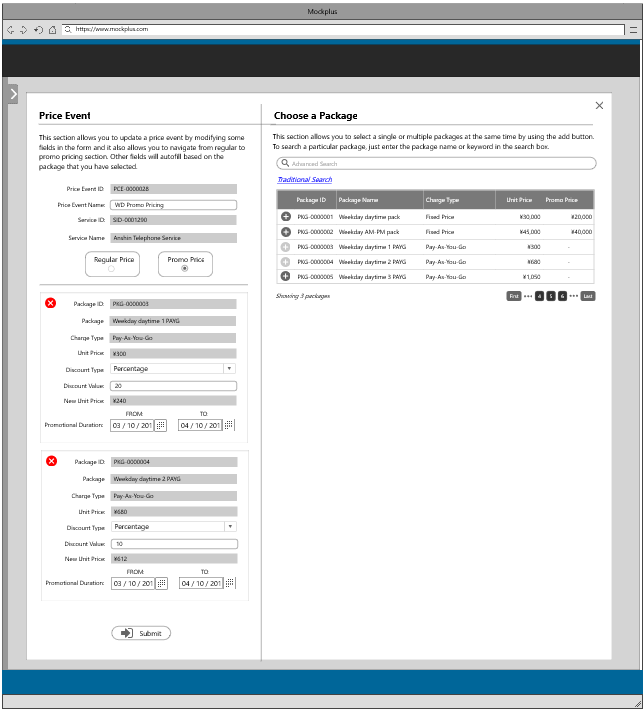 Mockplus
https://www.mockplus.com
Price Event
This section allows you to update a price event by modifying some
fields in the form and it also allows you to navigate from regular to
promo pricing section. Other fields will autofill based on the
package that you have selected.
Price Event ID: PCE-0000028
Price Event Name: WD Promo Pricing
Service ID: SID-0001290
Service Name Anshin Telephone Service
Regular Price Promo Price
Package ID: PKG-0000003
Package Weekday daytime 1 PAYG
Charge Type Pay-As-You-Go
Unit Price: ¥300
Discount Type: Percentage
Discount Value: 20
New Unit Price: ¥240
FROM: TO:
Promotional Duration: 03 / 10 / 201 04 / 10 / 201
Package ID: PKG-0000004
Package Weekday daytime 2 PAYG
Charge Type Pay-As-You-Go
Unit Price: ¥680
Discount Type: Percentage
Discount Value: 10
New Unit Price: ¥612
FROM: TO:
Promotional Duration: 03 / 10 / 201 04 / 10 / 201
Submit
Choose a Package
This section allows you to select a single or multiple packages at the same time by using the add button.
To search a particular package, just enter the package name or keyword in the search box.
Advanced Search
Traditional Search
Package ID Package Name Charge Type Unit Price Promo Price
PKG-0000001 Weekday daytime pack Fixed Price ¥30,000 ¥20,000
PKG-0000002 Weekday AM-PM pack Fixed Price ¥45,000 ¥40,000
PKG-0000003 Weekday daytime 1 PAYG Pay-As-You-Go ¥300 -
PKG-0000004 Weekday daytime 2 PAYG Pay-As-You-Go ¥680 -
PKG-0000005 Weekday daytime 3 PAYG Pay-As-You-Go ¥1,050 -
Showing 3 packages
First ••• 4 5 6 ••• Last